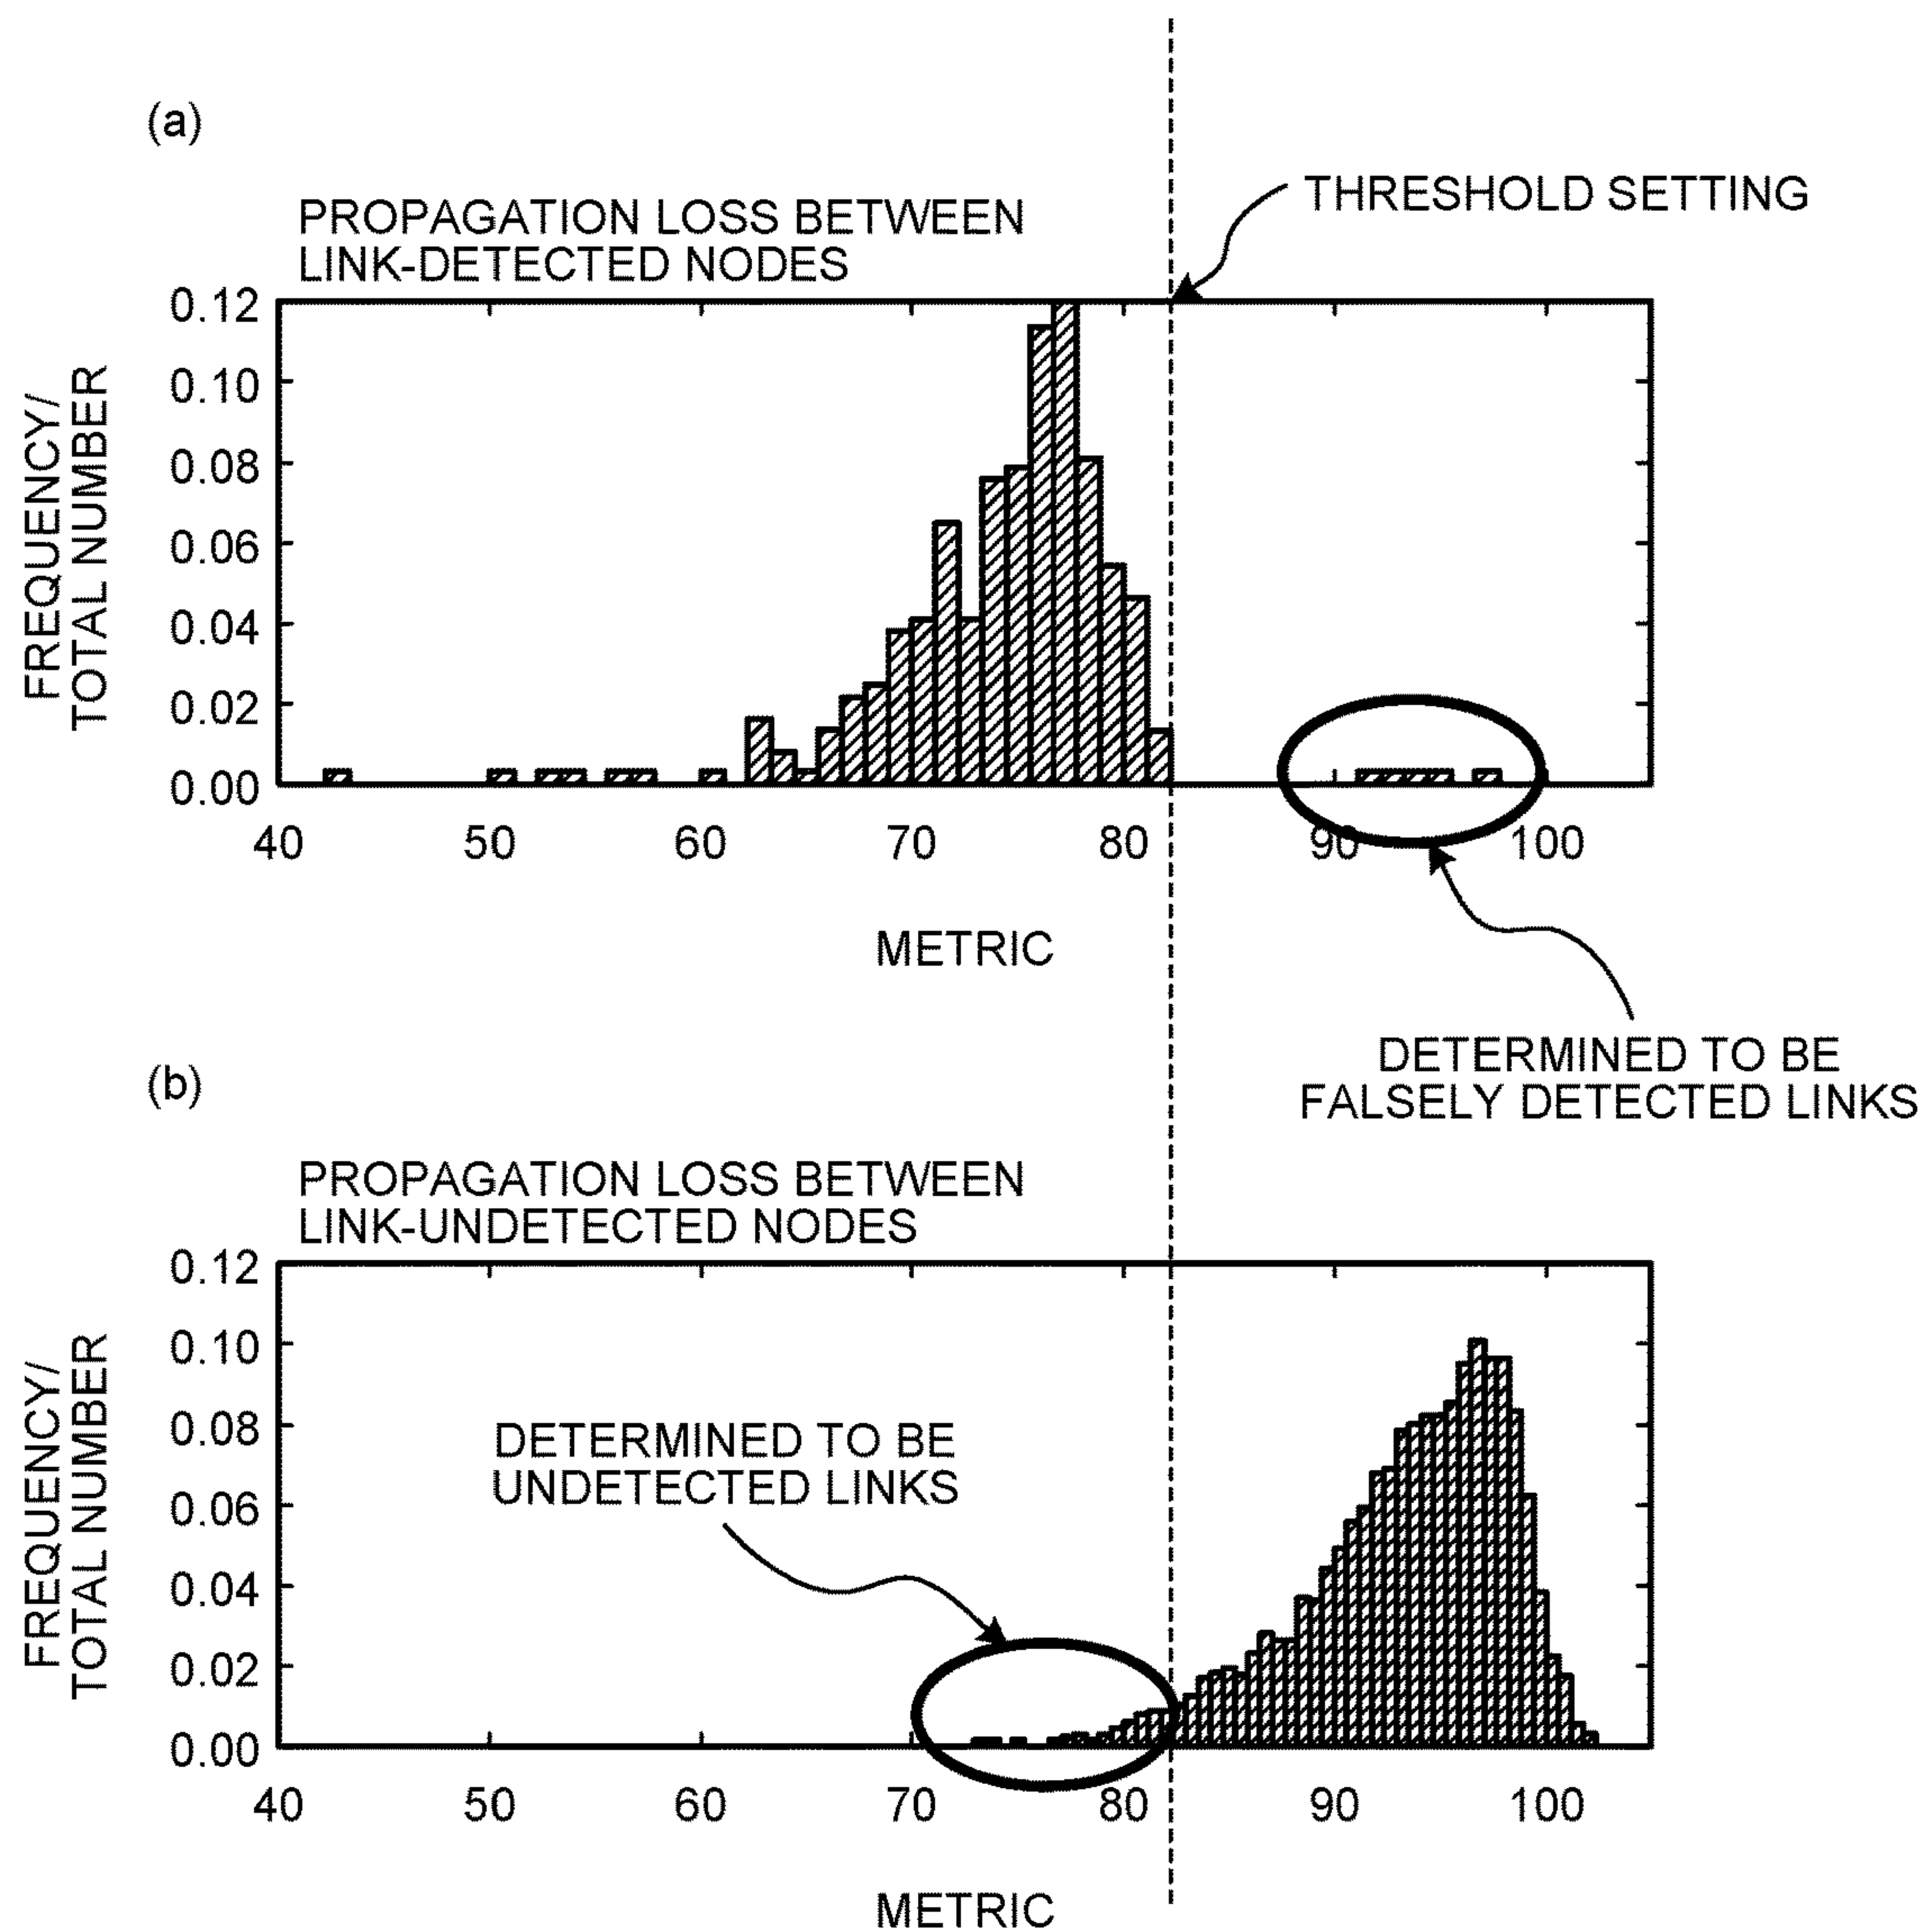 (a)
THRESHOLD SETTING
PROPAGATION LOSS BETWEEN
LINK-DETECTED NODES
FREQUENCY/
TOTAL NUMBER
0.12
0.10
0.08
0.06
0.04
0.02
0.00
40 50 60 70 80 90 100
METRIC
DETERMINED TO BE
FALSELY DETECTED LINKS
(b)
PROPAGATION LOSS BETWEEN
LINK-UNDETECTED NODES
FREQUENCY/
TOTAL NUMBER
0.12
0.10
0.08
0.06
0.04
0.02
0.00
DETERMINED TO BE
UNDETECTED LINKS
40 50 60 70 80 90 100
METRIC